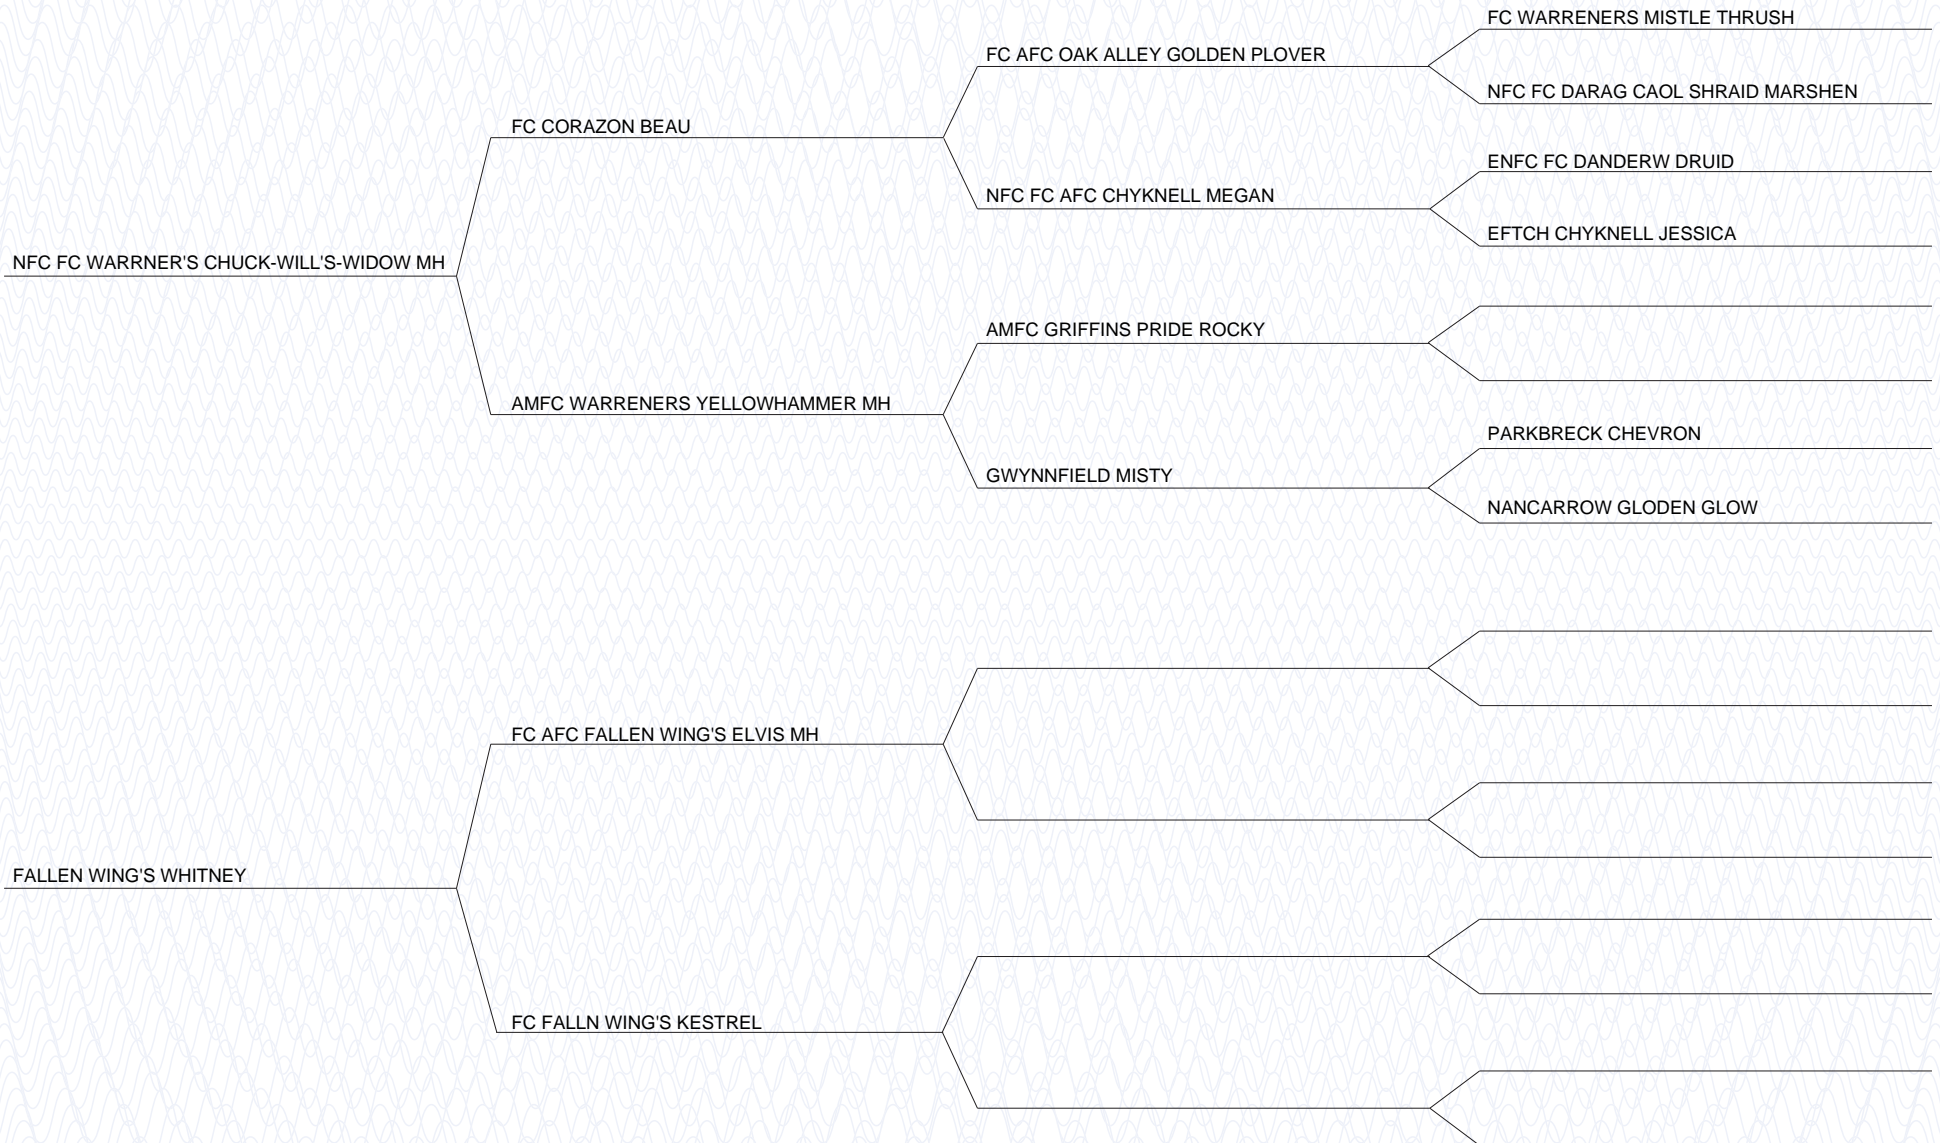 FC WARRENERS MISTLE THRUSH
FC AFC OAK ALLEY GOLDEN PLOVER
NFC FC DARAG CAOL SHRAID MARSHEN
FC CORAZON BEAU
ENFC FC DANDERW DRUID
NFC FC AFC CHYKNELL MEGAN
EFTCH CHYKNELL JESSICA
NFC FC WARRNER'S CHUCK-WILL'S-WIDOW MH
AMFC GRIFFINS PRIDE ROCKY
AMFC WARRENERS YELLOWHAMMER MH
PARKBRECK CHEVRON
GWYNNFIELD MISTY
NANCARROW GLODEN GLOW
FC AFC FALLEN WING'S ELVIS MH
FALLEN WING'S WHITNEY
FC FALLN WING'S KESTREL